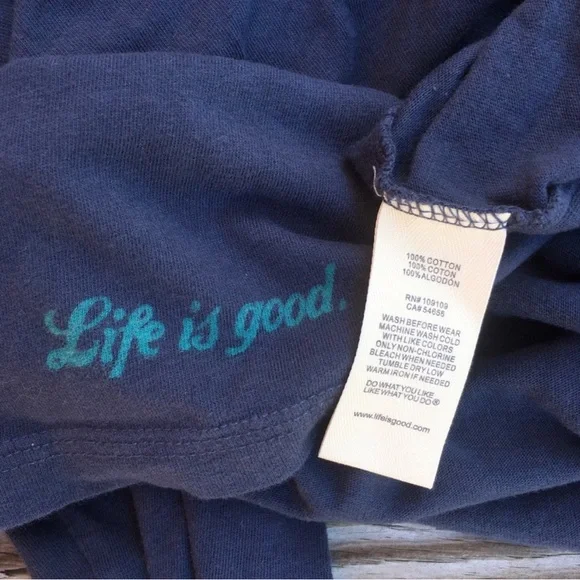 Life is good.
100% COTTON
100% COTON
100% ALGODÓN
RN# 109109
CA# 54656
WASH BEFORE WEAR
MACHINE WASH COLD
WITH LIKE COLORS
ONLY NON-CHLORINE
BLEACH WHEN NEEDED
TUMBLE DRY LOW
WARM IRON IF NEEDED
DO WHAT YOU LIKE
LIKE WHAT YOU DO®
www.lifeisgood.com